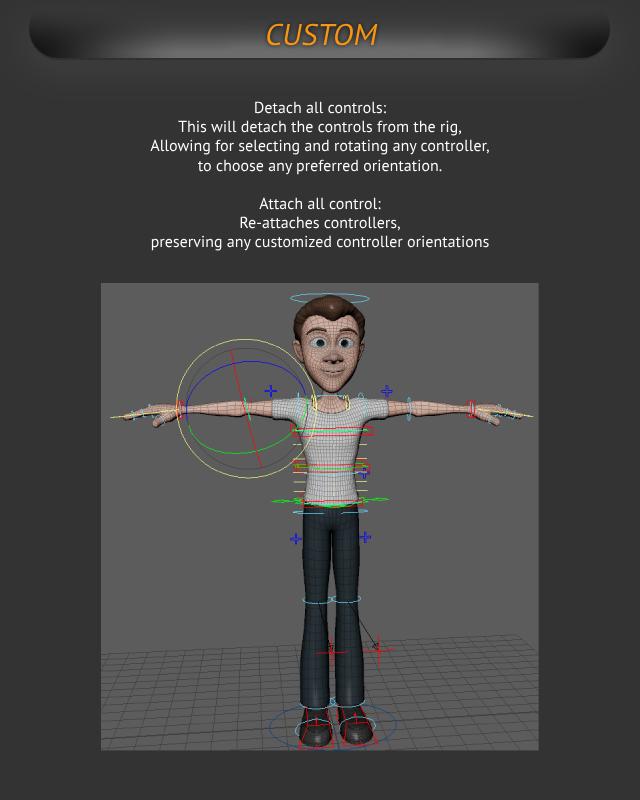 CUSTOM
Detach all controls:
This will detach the controls from the rig,
Allowing for selecting and rotating any controller,
to choose any preferred orientation.
Attach all control:
Re-attaches controllers,
preserving any customized controller orientations